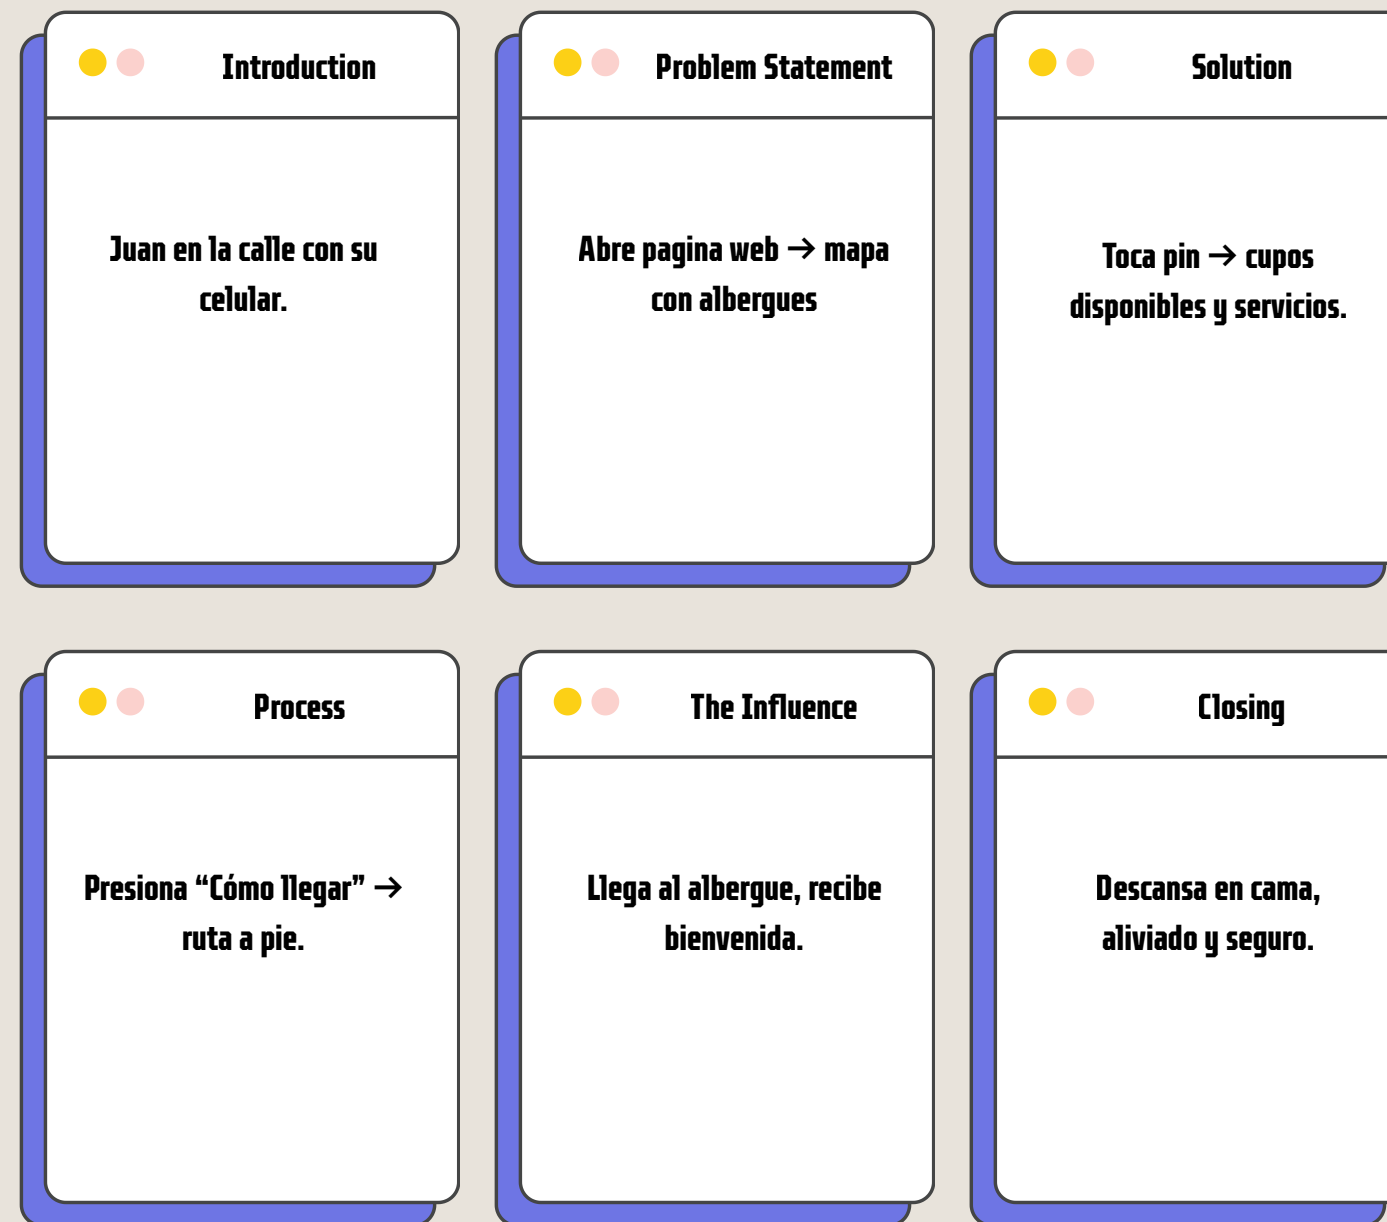 Introduction
Juan en la calle con su
celular.
Problem Statement
Abre pagina web → mapa
con albergues
Solution
Toca pin → cupos
disponibles y servicios.
Process
Presiona “Cómo llegar” →
ruta a pie.
The Influence
Llega al albergue, recibe
bienvenida.
Closing
Descansa en cama,
aliviado y seguro.